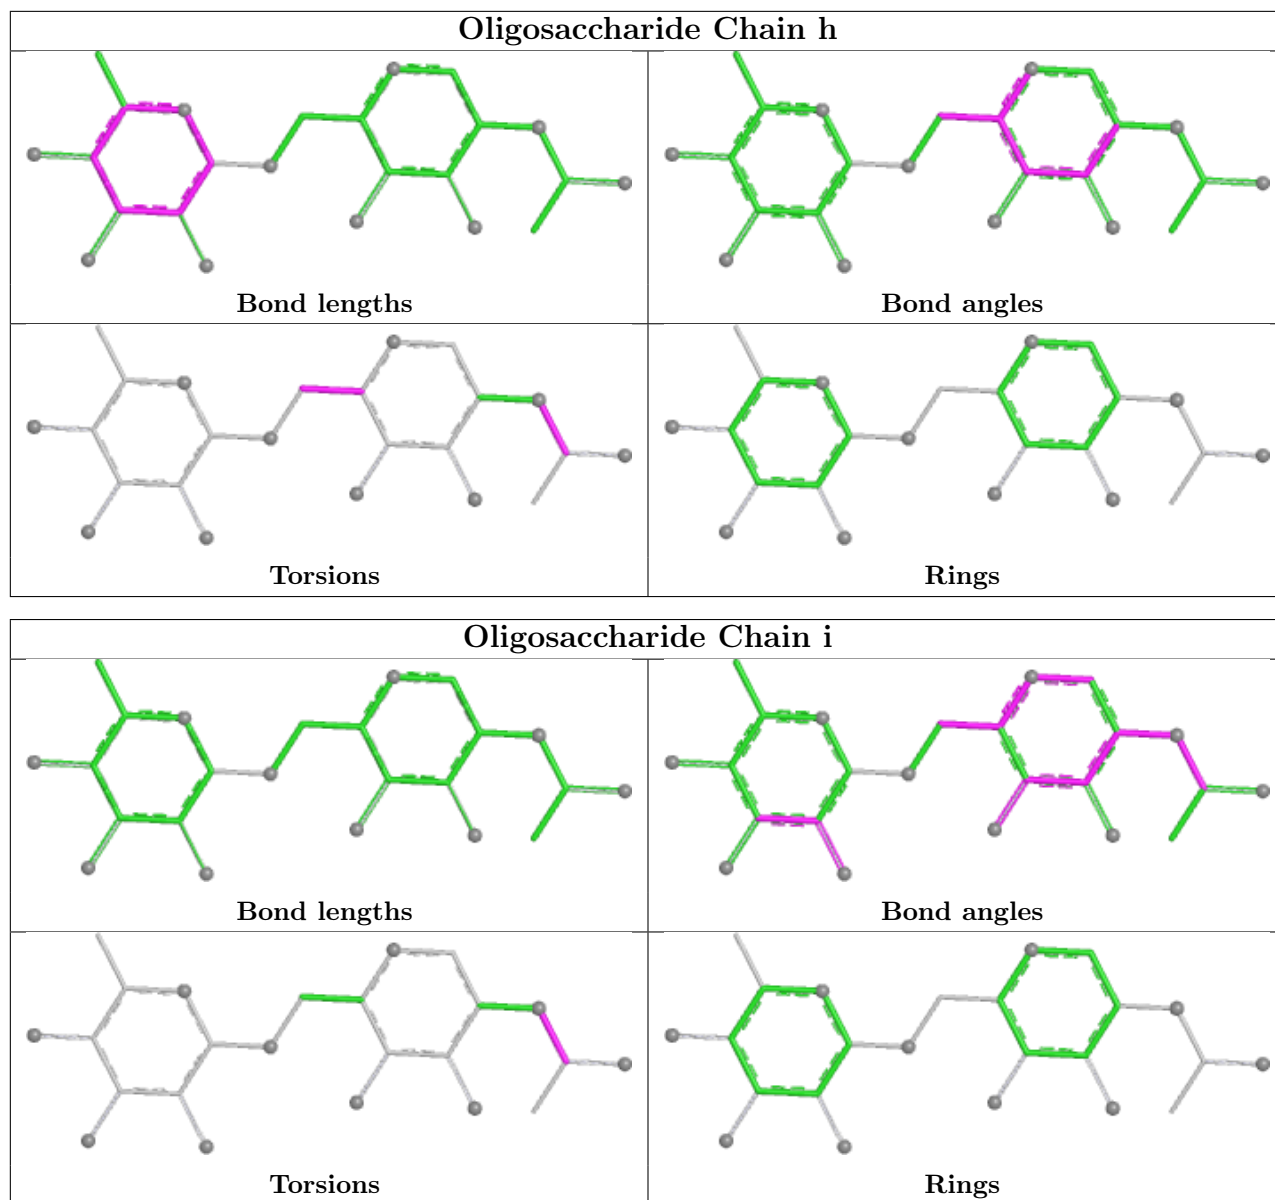 Oligosaccharide Chain h
Bond lengths
Bond angles
Torsions
Rings
Oligosaccharide Chain i
Bond lengths
Bond angles
Torsions
Rings